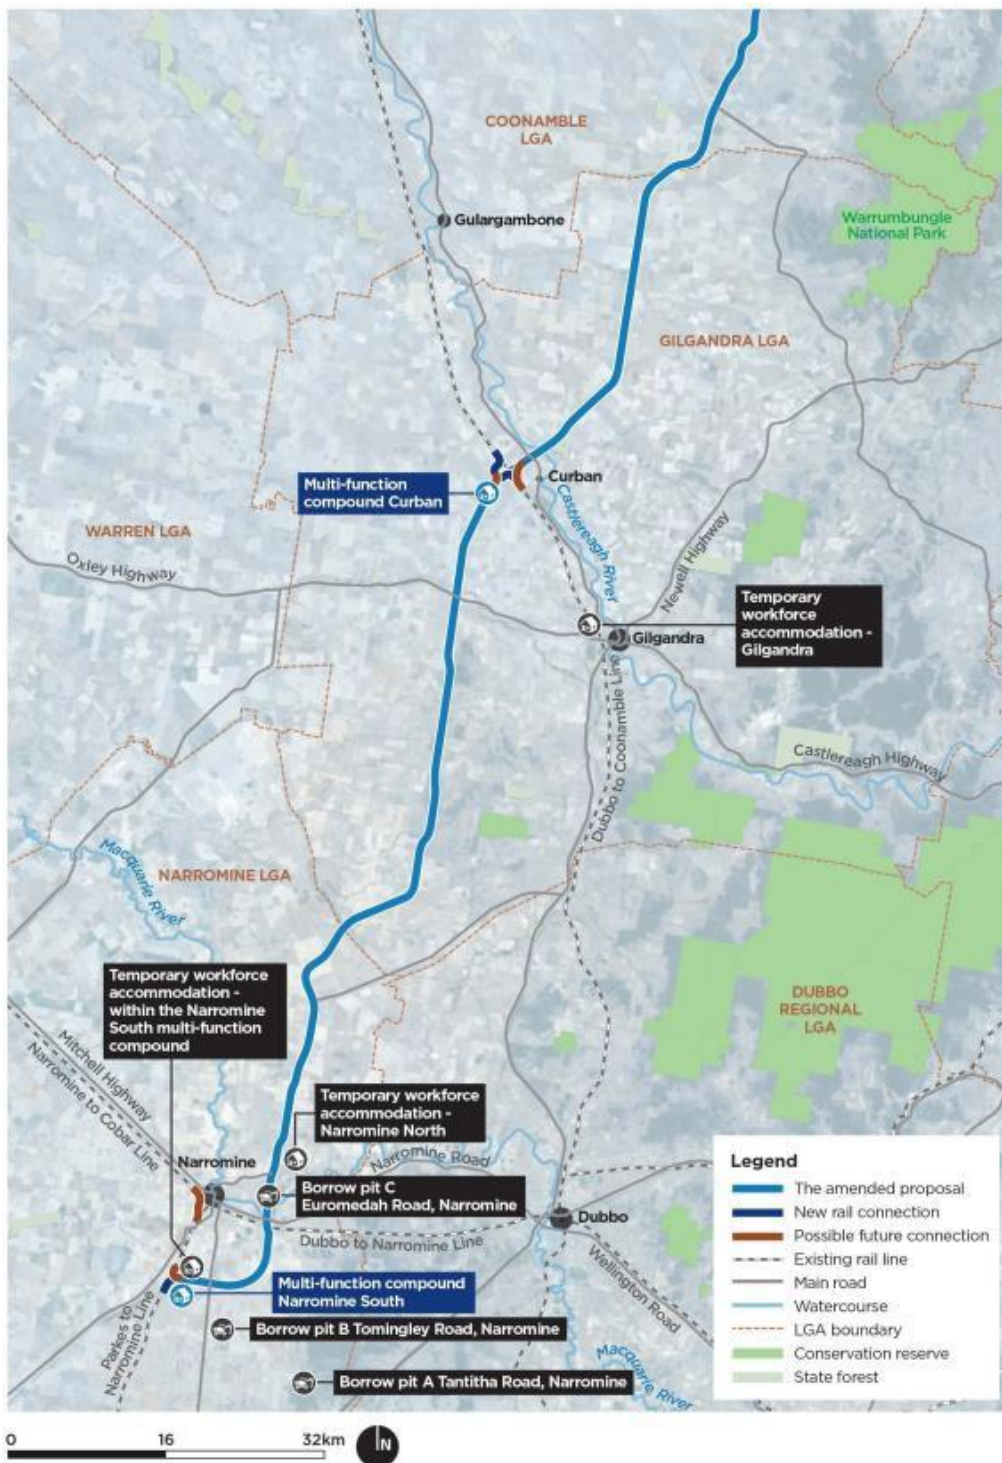 COONAMBLE
LGA
Gulargambone
Warrumbungle
National Park
GILGANDRA LGA
Multi-function
compound Curban
Curban
Castlereagh River
WARREN LGA
Oxley Highway
Newell Highway
Temporary
workforce
accommodation -
Gilgandra
Gilgandra
Dubbo to Coonamble Line
Castlereagh Highway
Macquarie River
NARROMINE LGA
Temporary workforce
accommodation -
within the Narromine
South multi-function
compound
DUBBO
REGIONAL
LGA
Mitchell Highway
Narromine to Cobar Line
Temporary workforce
accommodation -
Narromine North
Narromine
Narromine Road
Borrow pit C
Euromedah Road, Narromine
Dubbo
Dubbo to Narromine Line
Wellington Road
Multi-function compound
Narromine South
Parkes to
Narromine Line
Borrow pit B Tomingley Road, Narromine
Borrow pit A Tantitha Road, Narromine
Macquarie River
Legend
The amended proposal
New rail connection
Possible future connection
Existing rail line
Main road
Watercourse
LGA boundary
Conservation reserve
State forest
0 16 32km
N